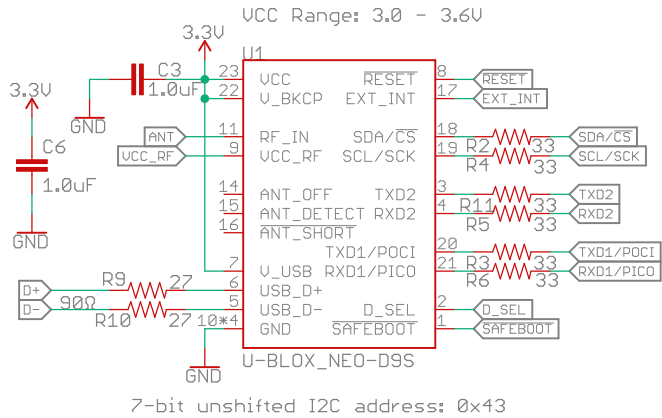 VCC Range: 3.0 - 3.6V
3.3V
U1
C3
1.0uF
GND
3.3V
C6
1.0uF
GND
23 VCC RESET 8 RESET
22 V_BKCP EXT_INT 17 EXT_INT
ANT 11 RF_IN SDA/CS 18 R2 33 SDA/CS
VCC_RF 9 VCC_RF SCL/SCK 19 R4 33 SCL/SCK
14 ANT_OFF TXD2 3 R11 33 TXD2
15 ANT_DETECT RXD2 4 R5 33 RXD2
16 ANT_SHORT
TXD1/POCI 20 R3 33 TXD1/POCI
7 V_USB RXD1/PICO 21 R6 33 RXD1/PICO
D+ R9 27 6 USB_D+
D- 90Ω R10 27 5 USB_D- D_SEL 2 D_SEL
10*4 GND SAFEBOOT 1 SAFEBOOT
GND
U-BLOX_NEO-D9S
7-bit unshifted I2C address: 0x43